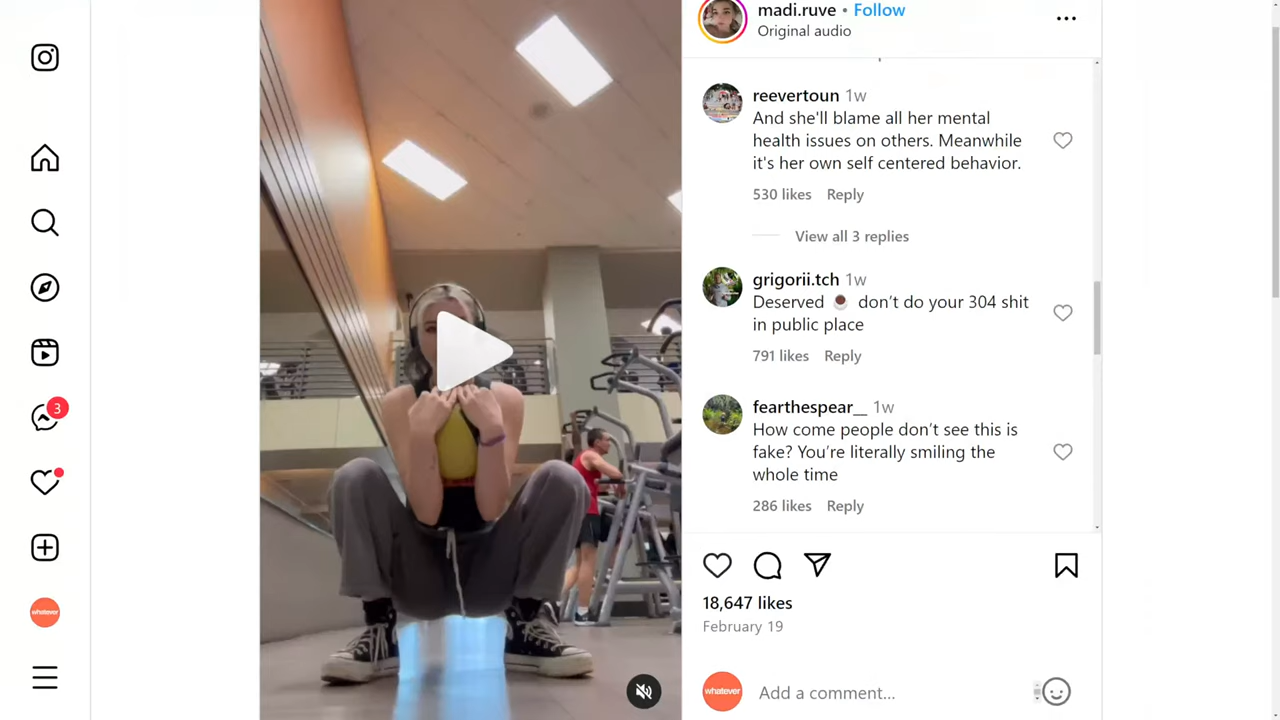 madi.ruve • Follow
Original audio
reevertoun 1w
And she'll blame all her mental
health issues on others. Meanwhile
it's her own self centered behavior.
530 likes Reply
View all 3 replies
grigorii.tch 1w
Deserved ☕ don't do your 304 shit
in public place
791 likes Reply
fearthespear__ 1w
How come people don't see this is
fake? You're literally smiling the
whole time
286 likes Reply
3
18,647 likes
February 19
whatever
whatever
Add a comment...